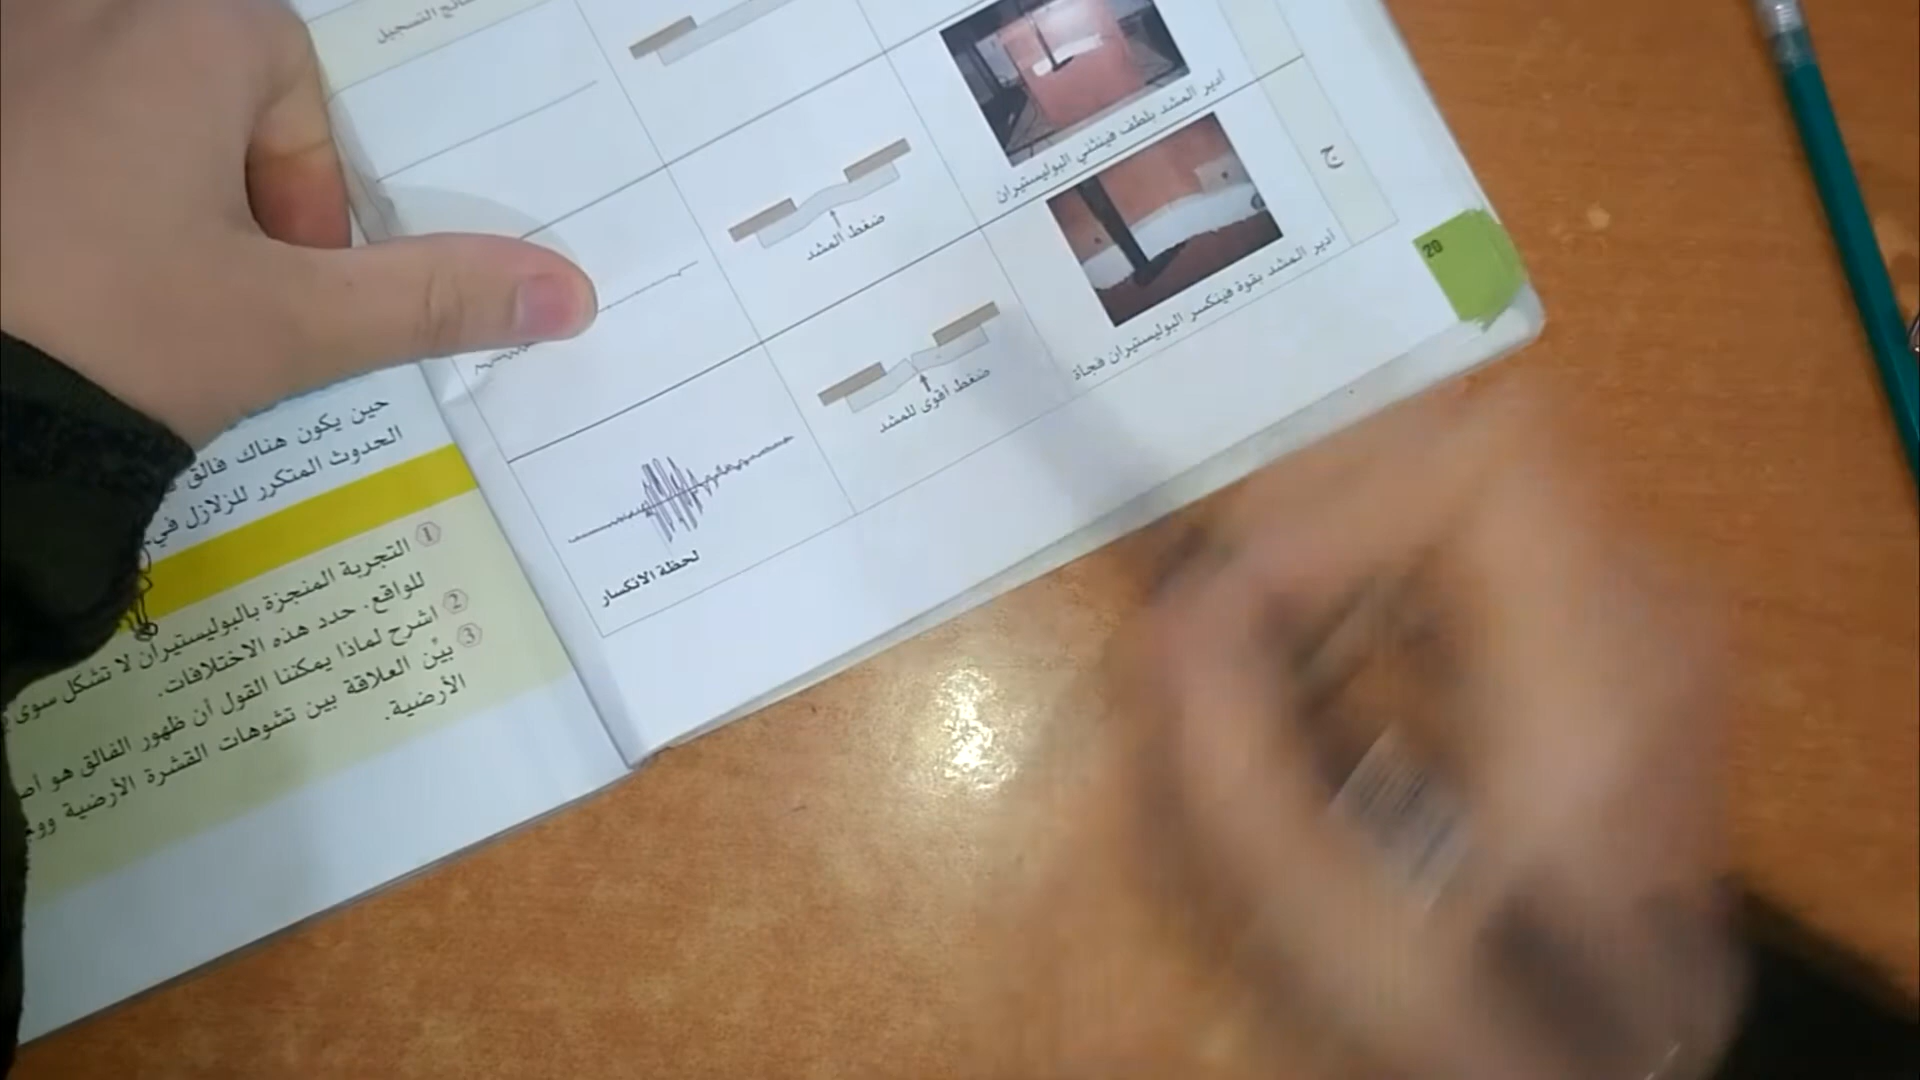 التسجيل
أدير المشد بلطف فينثني البوليستيران
ج
ضغط المشد
أدير المشد بقوة فينكسر البوليستيران فجأة
ضغط أقوى للمشد
لحظة الانكسار
20
حين يكون هناك فالق
الحدوث المتكرر للزلازل في
1 التجربة المنجزة بالبوليستيران لا تشكل سوى
للواقع. حدد هذه الاختلافات.
2 اشرح لماذا يمكننا القول أن ظهور الفالق هو
3 بيّن العلاقة بين تشوهات القشرة الأرضية
الأرضية.